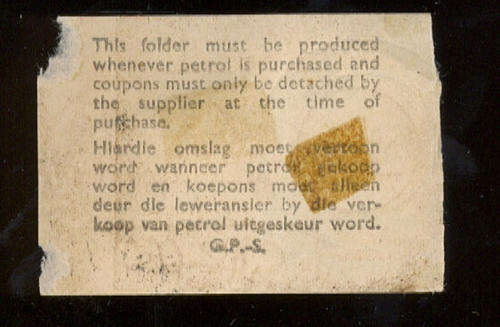 This folder must be produced
whenever petrol is purchased and
coupons must only be detached by
the supplier at the time of
purchase.
Hierdie omslag moet vertoon
word wanneer petrol gekoop
word en koepons moet alleen
deur die leweransier by die ver-
koop van petrol uitgeskeur word.
G.P.-S.